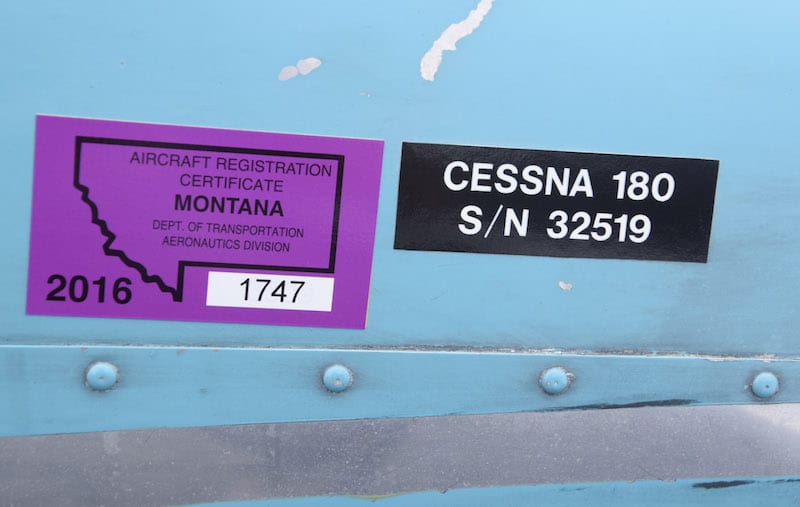 AIRCRAFT REGISTRATION
CERTIFICATE
MONTANA
DEPT. OF TRANSPORTATION
AERONAUTICS DIVISION
2016
1747
CESSNA 180
S/N 32519